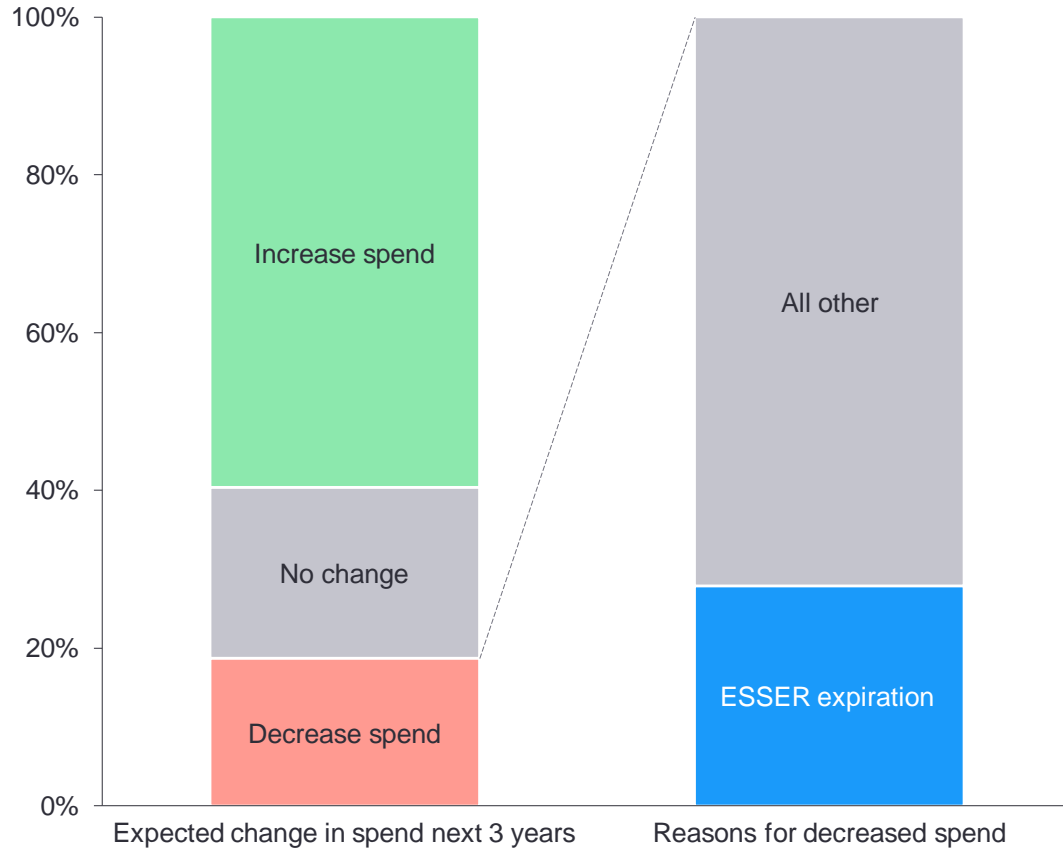 100%
80%
60%
40%
20%
0%
Increase spend
No change
Decrease spend
All other
ESSER expiration
Expected change in spend next 3 years
Reasons for decreased spend